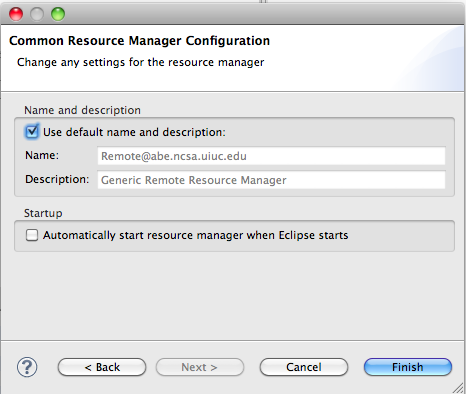 Common Resource Manager Configuration
Change any settings for the resource manager
Name and description
Use default name and description:
Name: Remote@abe.ncsa.uiuc.edu
Description: Generic Remote Resource Manager
Startup
Automatically start resource manager when Eclipse starts
? < Back Next > Cancel Finish